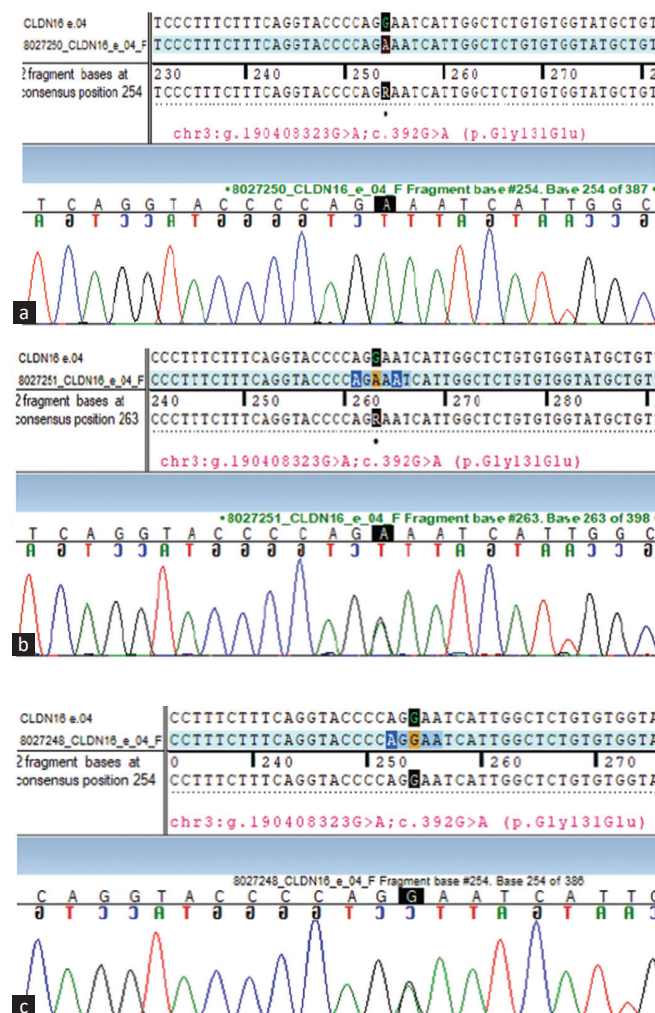 CLDN16 e.04 TCCCTTTCTTTCAGGTACCCCAGGAATCATTGGCTCTGTGTGGTATGCTGT
8027250_CLDN16_e_04_F TCCCTTTCTTTCAGGTACCCCAGAAATCATTGGCTCTGTGTGGTATGCTGT
2 fragment bases at 230 240 250 260 270
consensus position 254 TCCCTTTCTTTCAGGTACCCCAGRAATCATTGGCTCTGTGTGGTATGCTGT
chr3:g.190408323G>A;c.392G>A (p.Gly131Glu)
•8027250_CLDN16_e_04_F Fragment base #254. Base 254 of 387
T C A G G T A C C C C A G A A A T C A T T G G C
A G T C C A T G G G G T C T T T A G T A A C C G
a
CLDN16 e.04 CCCTTTCTTTCAGGTACCCCAGGAATCATTGGCTCTGTGTGGTATGCTGT
8027251_CLDN16_e_04_F CCCTTTCTTTCAGGTACCCCAGAAATCATTGGCTCTGTGTGGTATGCTGT
2 fragment bases at 240 250 260 270 280
consensus position 263 CCCTTTCTTTCAGGTACCCCAGRAATCATTGGCTCTGTGTGGTATGCTGT
chr3:g.190408323G>A;c.392G>A (p.Gly131Glu)
•8027251_CLDN16_e_04_F Fragment base #263. Base 263 of 398
T C A G G T A C C C C A G A A A T C A T T G G C
A G T C C A T G G G G T C T T T A G T A A C C G
b
CLDN16 e.04 CCTTTCTTTCAGGTACCCCAGGAATCATTGGCTCTGTGTGGTA
8027248_CLDN16_e_04_F CCTTTCTTTCAGGTACCCCAGGAATCATTGGCTCTGTGTGGTA
2 fragment bases at 0 240 250 260 270
consensus position 254 CCTTTCTTTCAGGTACCCCAGGAATCATTGGCTCTGTGTGGTA
chr3:g.190408323G>A;c.392G>A (p.Gly131Glu)
8027248_CLDN16_e_04_F Fragment base #254. Base 254 of 386
C A G G T A C C C C A G G A A T C A T T
G T C C A T G G G G T C C T T A G T A A C
c